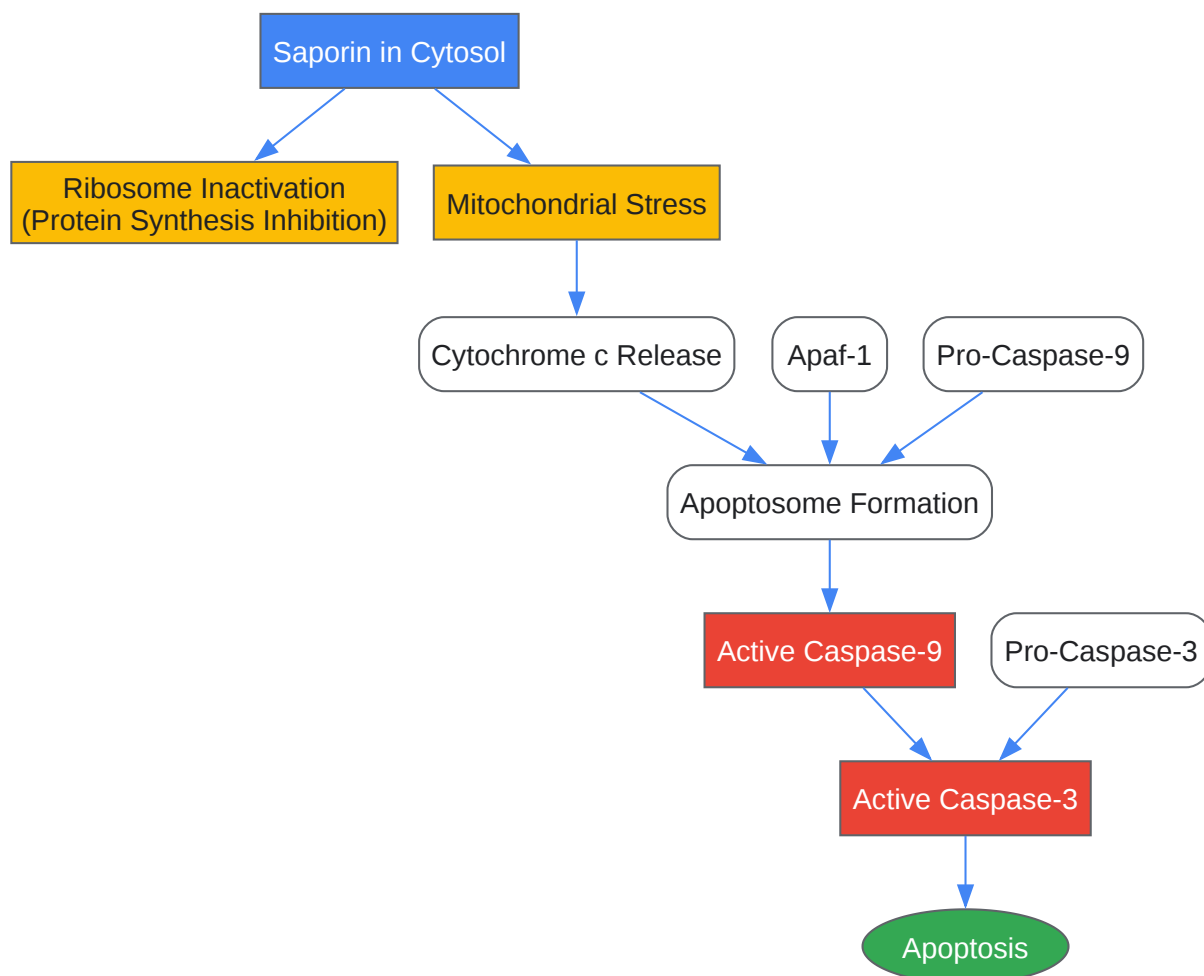 Saporin in Cytosol
Ribosome Inactivation
(Protein Synthesis Inhibition)
Mitochondrial Stress
Cytochrome c Release
Apaf-1
Pro-Caspase-9
Apoptosome Formation
Active Caspase-9
Pro-Caspase-3
Active Caspase-3
Apoptosis